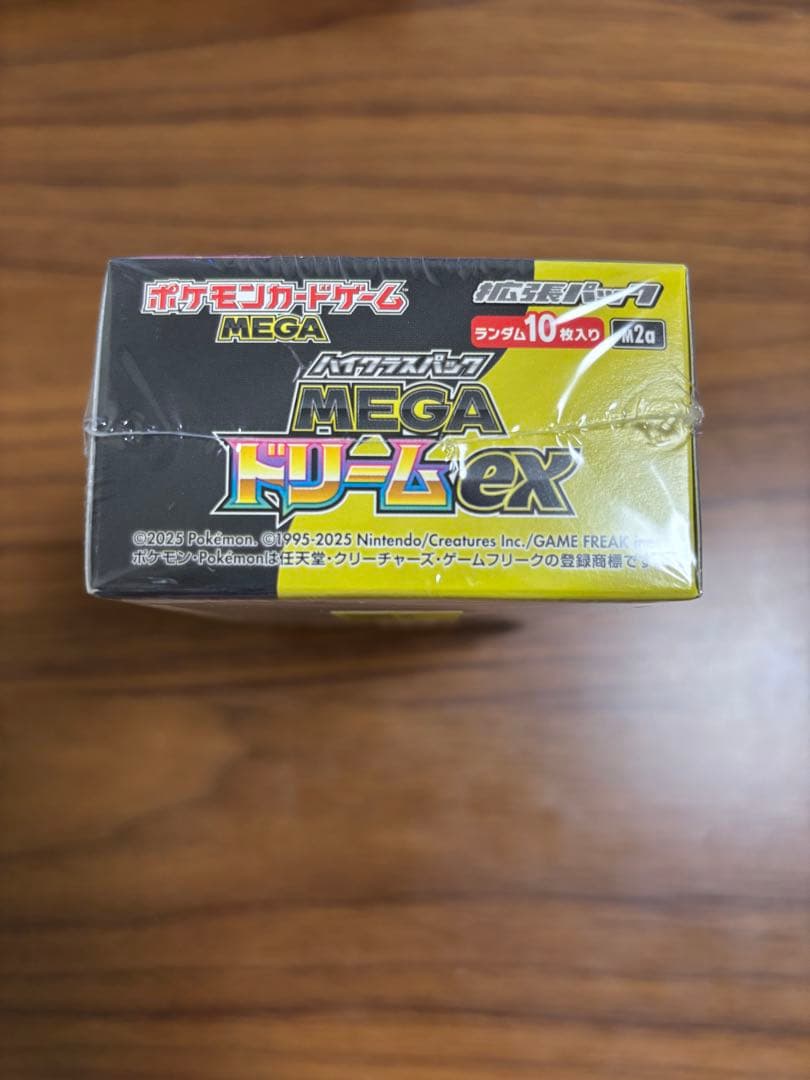 ポケモンカードゲーム
MEGA
拡張パック
ランダム10枚入り M2a
ハイクラスパック
MEGA
ドリームex
©2025 Pokémon. ©1995-2025 Nintendo/Creatures Inc./GAME FREAK
ポケモン・Pokémonは任天堂・クリーチャーズ・ゲームフリークの登録商標です